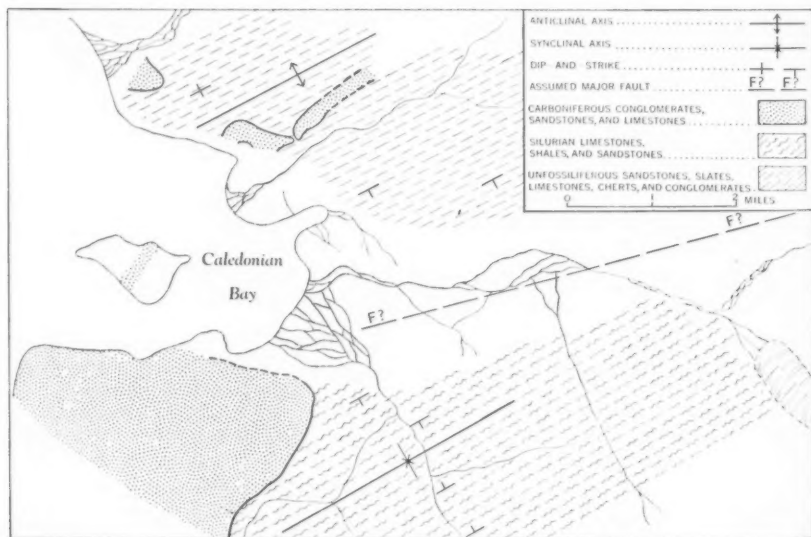 ANTICLINAL AXIS
SYNCLINAL AXIS
DIP AND STRIKE
ASSUMED MAJOR FAULT F? F?
CARBONIFEROUS CONGLOMERATES,
SANDSTONES, AND LIMESTONES
SILURIAN LIMESTONES,
SHALES, AND SANDSTONES
UNFOSSILIFEROUS SANDSTONES, SLATES,
LIMESTONES, CHERTS, AND CONGLOMERATES
0 1 2
MILES
F?
Caledonian
Bay
F?